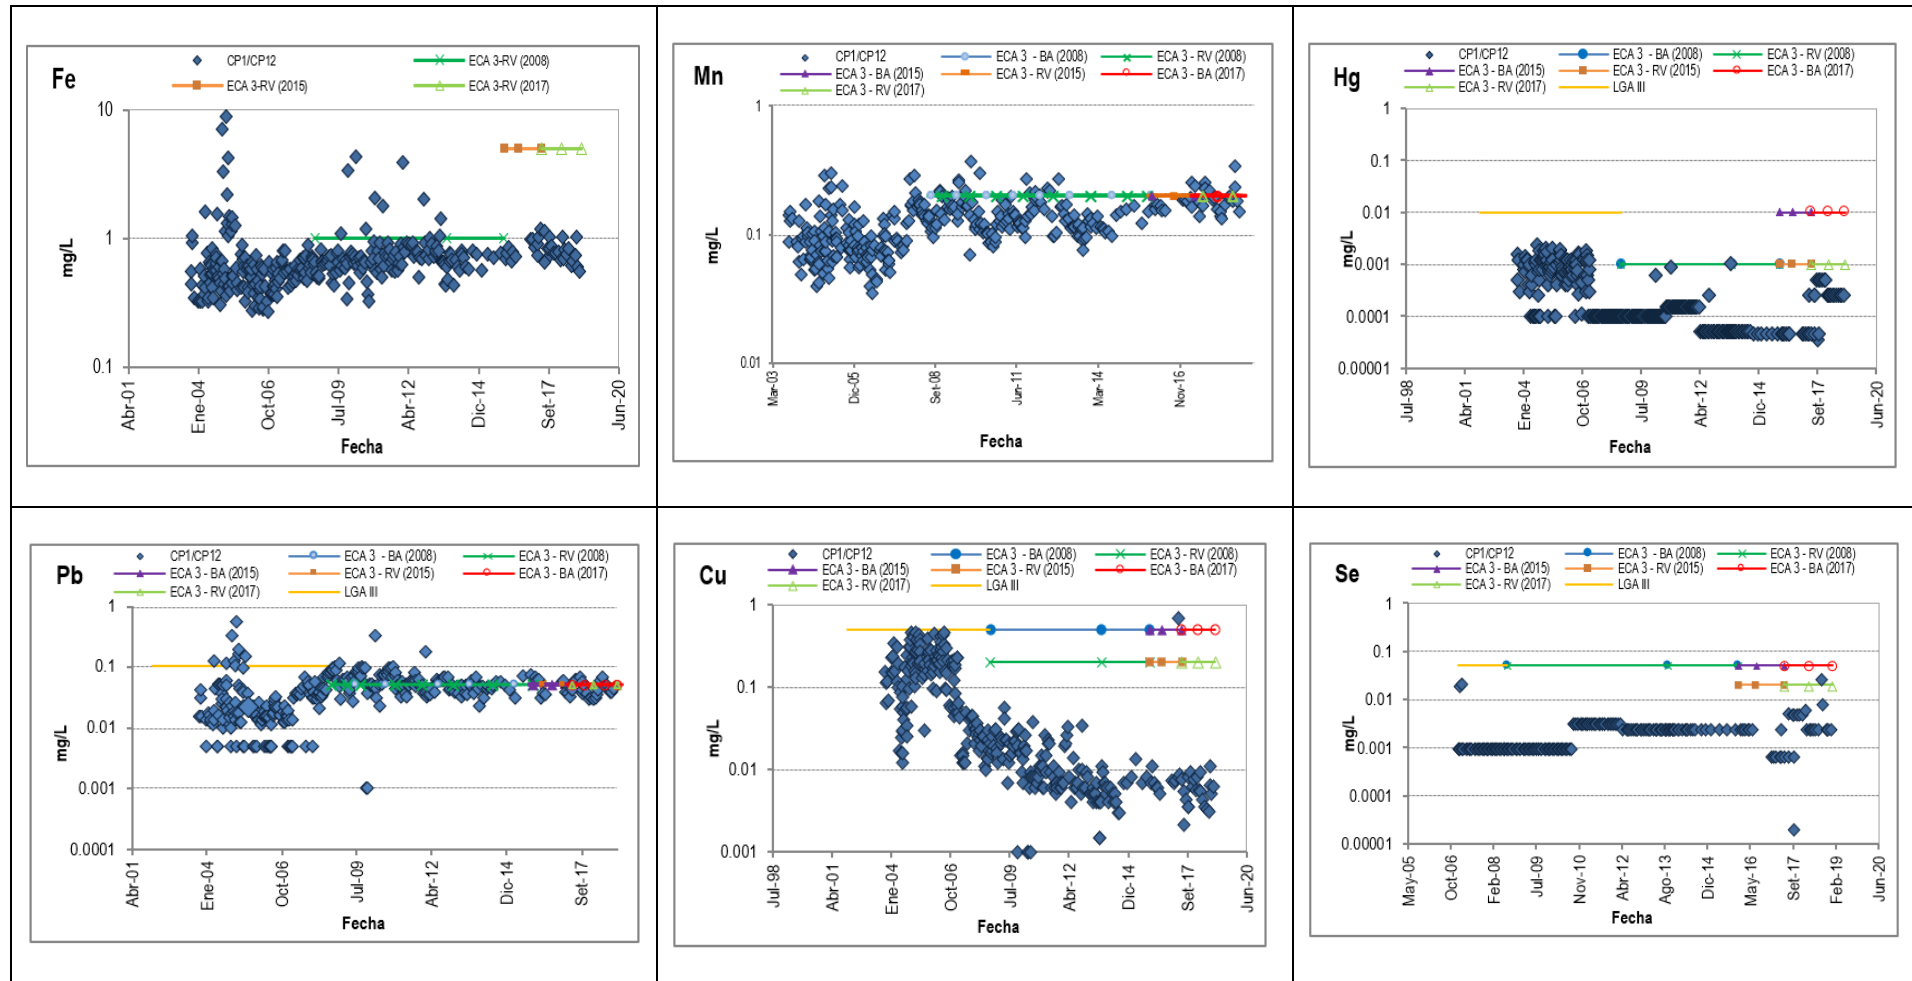 Fe
CP1/CP12
ECA 3-RV (2008)
ECA 3-RV (2015)
ECA 3-RV (2017)
mg/L
10
1
0.1
Abr-01
Ene-04
Oct-06
Jul-09
Abr-12
Dic-14
Set-17
Jun-20
Fecha
Mn
CP1/CP12
ECA 3 - BA (2008)
ECA 3 - RV (2008)
ECA 3 - BA (2015)
ECA 3 - RV (2015)
ECA 3 - BA (2017)
ECA 3 - RV (2017)
mg/L
1
0.1
0.01
Mar-03
Dic-05
Set-08
Jun-11
Mar-14
Nov-16
Fecha
Hg
CP1/CP12
ECA 3 - BA (2008)
ECA 3 - RV (2008)
ECA 3 - BA (2015)
ECA 3 - RV (2015)
ECA 3 - BA (2017)
ECA 3 - RV (2017)
LGA III
mg/L
1
0.1
0.01
0.001
0.0001
0.00001
Jul-98
Abr-01
Ene-04
Oct-06
Jul-09
Abr-12
Dic-14
Set-17
Jun-20
Fecha
Pb
CP1/CP12
ECA 3 - BA (2008)
ECA 3 - RV (2008)
ECA 3 - BA (2015)
ECA 3 - RV (2015)
ECA 3 - BA (2017)
ECA 3 - RV (2017)
LGA III
mg/L
1
0.1
0.01
0.001
0.0001
Abr-01
Ene-04
Oct-06
Jul-09
Abr-12
Dic-14
Set-17
Fecha
Cu
CP1/CP12
ECA 3 - BA (2008)
ECA 3 - RV (2008)
ECA 3 - BA (2015)
ECA 3 - RV (2015)
ECA 3 - BA (2017)
ECA 3 - RV (2017)
LGA III
mg/L
1
0.1
0.01
0.001
Jul-98
Abr-01
Ene-04
Oct-06
Jul-09
Abr-12
Dic-14
Set-17
Jun-20
Fecha
Se
CP1/CP12
ECA 3 - BA (2008)
ECA 3 - RV (2008)
ECA 3 - BA (2015)
ECA 3 - RV (2015)
ECA 3 - BA (2017)
ECA 3 - RV (2017)
LGA III
mg/L
1
0.1
0.01
0.001
0.0001
0.00001
May-05
Oct-06
Feb-08
Jul-09
Nov-10
Abr-12
Ago-13
Dic-14
May-16
Set-17
Feb-19
Jun-20
Fecha